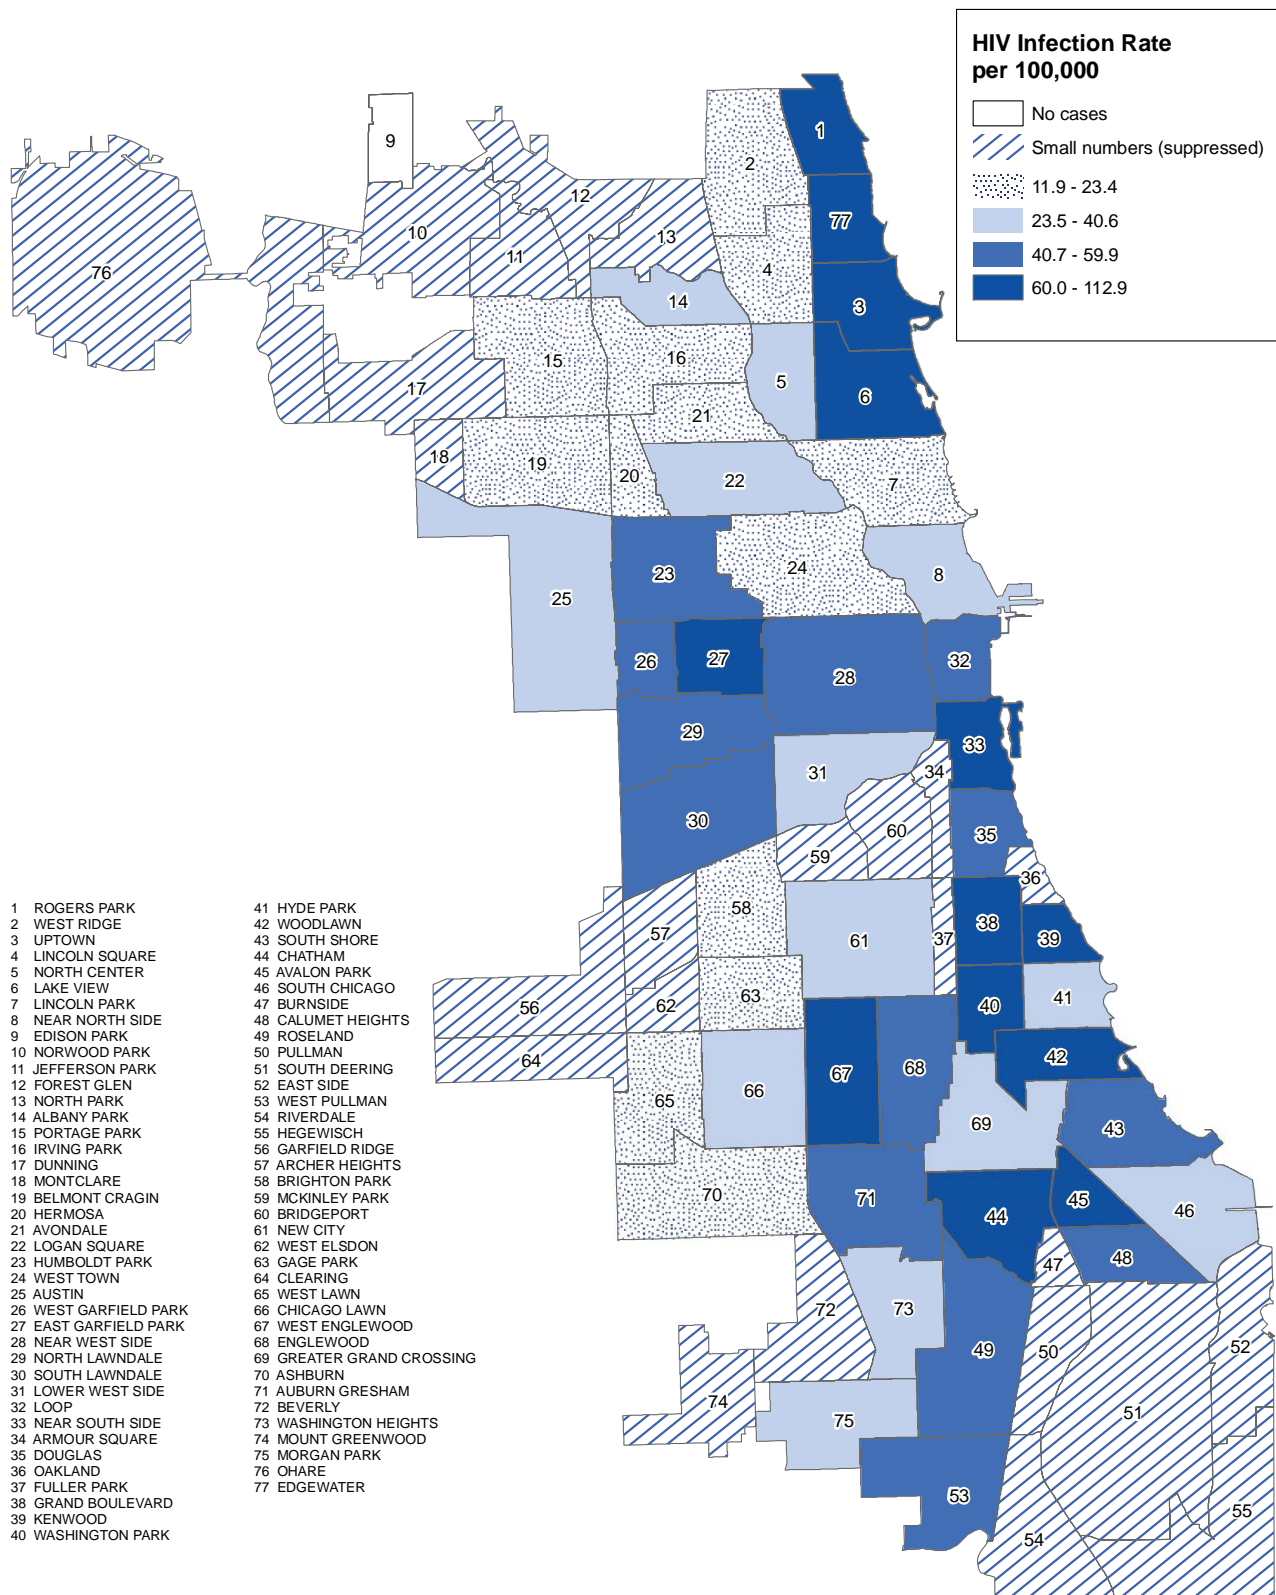 HIV Infection Rate
per 100,000
No cases
Small numbers (suppressed)
11.9 - 23.4
23.5 - 40.6
40.7 - 59.9
60.0 - 112.9
1
9
2
77
12
10
13
11
4
76
14
3
15
16
5
17
6
21
18
19
20
22
7
24
23
8
25
26
27
32
28
29
33
31
34
30
60
35
59
36
58
38
57
37
39
61
63
41
56
62
40
64
42
67
68
66
65
69
43
70
71
45
44
46
47
48
72
73
52
49
50
74
51
75
53
55
54
1 ROGERS PARK
2 WEST RIDGE
3 UPTOWN
4 LINCOLN SQUARE
5 NORTH CENTER
6 LAKE VIEW
7 LINCOLN PARK
8 NEAR NORTH SIDE
9 EDISON PARK
10 NORWOOD PARK
11 JEFFERSON PARK
12 FOREST GLEN
13 NORTH PARK
14 ALBANY PARK
15 PORTAGE PARK
16 IRVING PARK
17 DUNNING
18 MONTCLARE
19 BELMONT CRAGIN
20 HERMOSA
21 AVONDALE
22 LOGAN SQUARE
23 HUMBOLDT PARK
24 WEST TOWN
25 AUSTIN
26 WEST GARFIELD PARK
27 EAST GARFIELD PARK
28 NEAR WEST SIDE
29 NORTH LAWNDALE
30 SOUTH LAWNDALE
31 LOWER WEST SIDE
32 LOOP
33 NEAR SOUTH SIDE
34 ARMOUR SQUARE
35 DOUGLAS
36 OAKLAND
37 FULLER PARK
38 GRAND BOULEVARD
39 KENWOOD
40 WASHINGTON PARK
41 HYDE PARK
42 WOODLAWN
43 SOUTH SHORE
44 CHATHAM
45 AVALON PARK
46 SOUTH CHICAGO
47 BURNSIDE
48 CALUMET HEIGHTS
49 ROSELAND
50 PULLMAN
51 SOUTH DEERING
52 EAST SIDE
53 WEST PULLMAN
54 RIVERDALE
55 HEGEWISCH
56 GARFIELD RIDGE
57 ARCHER HEIGHTS
58 BRIGHTON PARK
59 MCKINLEY PARK
60 BRIDGEPORT
61 NEW CITY
62 WEST ELSDON
63 GAGE PARK
64 CLEARING
65 WEST LAWN
66 CHICAGO LAWN
67 WEST ENGLEWOOD
68 ENGLEWOOD
69 GREATER GRAND CROSSING
70 ASHBURN
71 AUBURN GRESHAM
72 BEVERLY
73 WASHINGTON HEIGHTS
74 MOUNT GREENWOOD
75 MORGAN PARK
76 OHARE
77 EDGEWATER